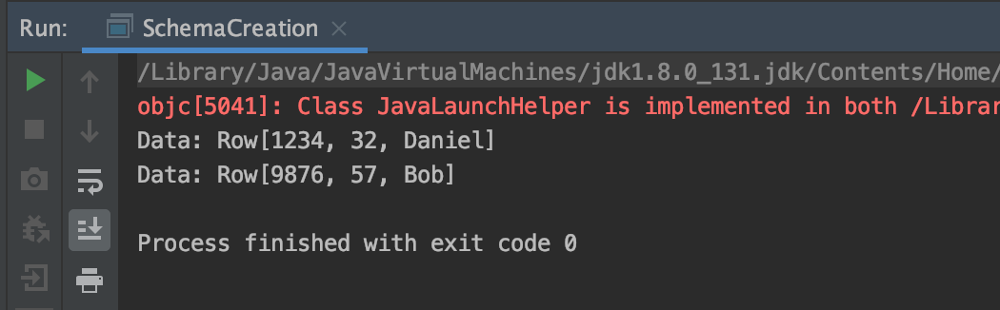 Run: SchemaCreation
/Library/Java/JavaVirtualMachines/jdk1.8.0_131.jdk/Contents/Home/
objc[5041]: Class JavaLaunchHelper is implemented in both /Librar
Data: Row[1234, 32, Daniel]
Data: Row[9876, 57, Bob]
Process finished with exit code 0